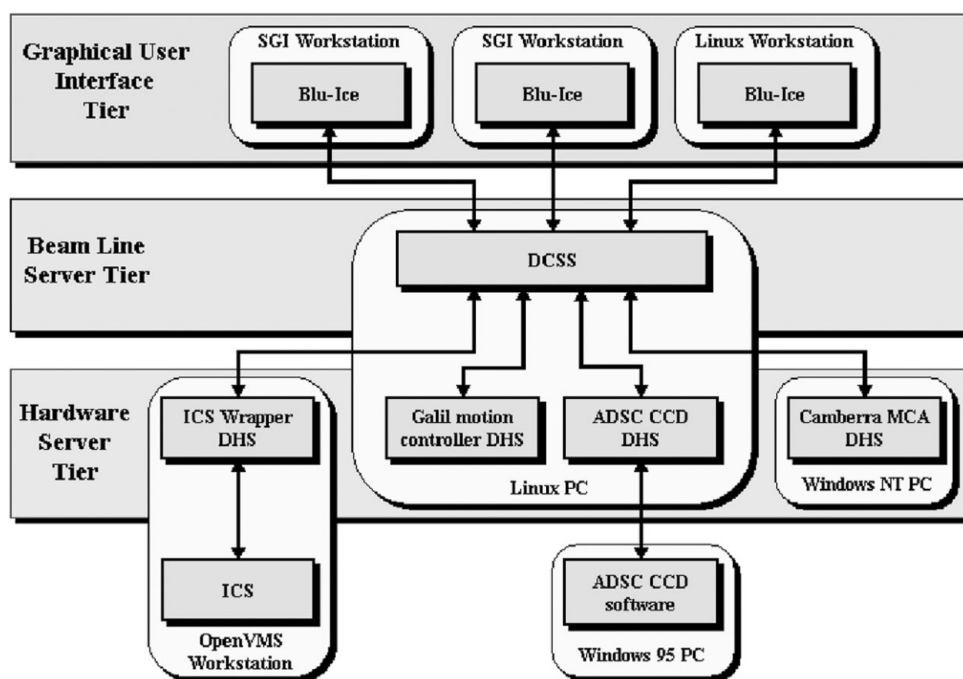 Graphical User
Interface
Tier
SGI Workstation
Blu-Ice
SGI Workstation
Blu-Ice
Linux Workstation
Blu-Ice
Beam Line
Server Tier
DCSS
Hardware
Server
Tier
ICS Wrapper
DHS
Galil motion
controller DHS
ADSC CCD
DHS
Camberra MCA
DHS
Linux PC
Windows NT PC
ICS
OpenVMS
Workstation
ADSC CCD
software
Windows 95 PC